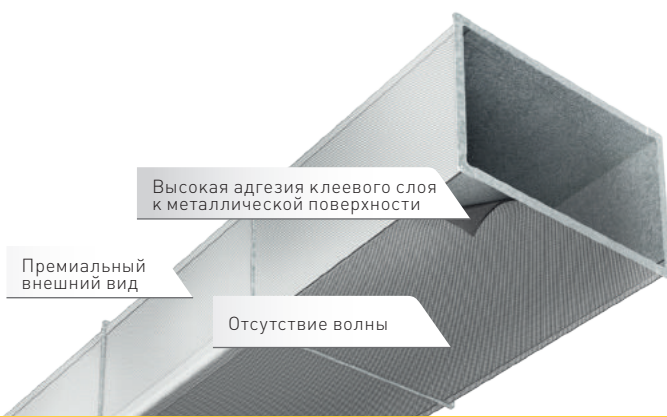 Высокая адгезия клеевого слоя
к металлической поверхности
Премиальный
внешний вид
Отсутствие волны